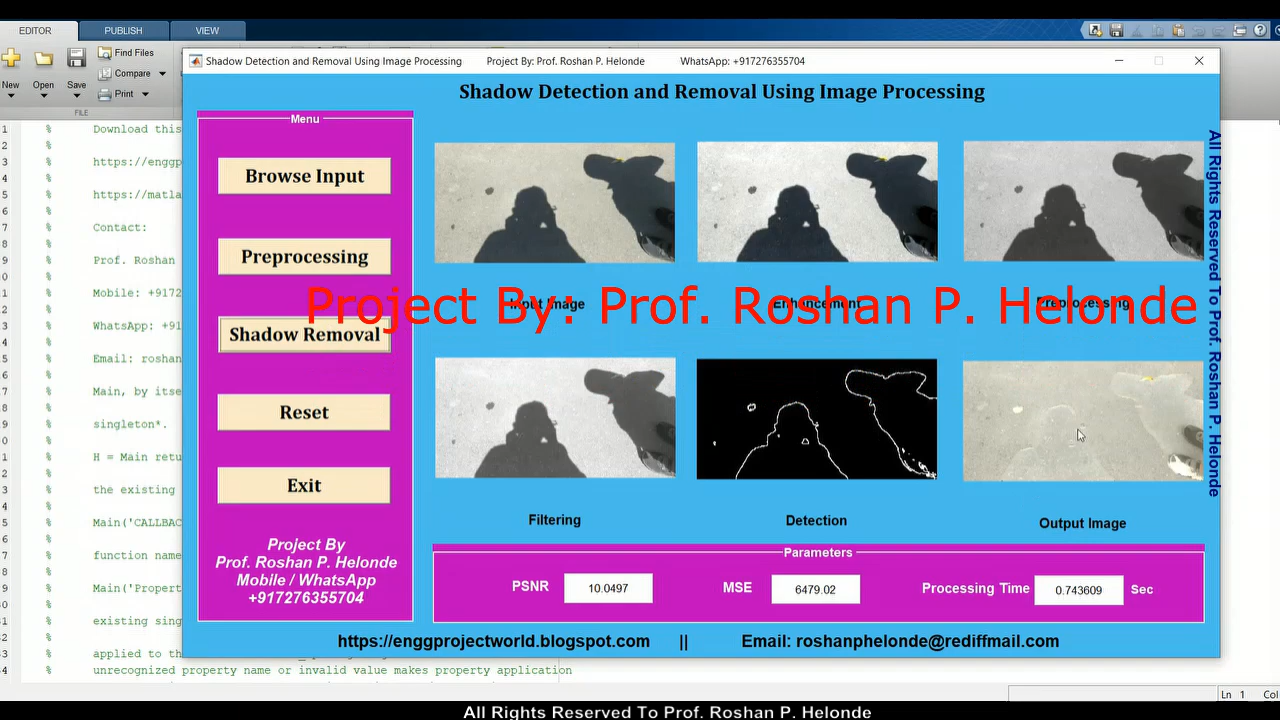 EDITOR PUBLISH VIEW
Find Files
Compare
Print
New Open Save
FILE
Shadow Detection and Removal Using Image Processing Project By: Prof. Roshan P. Helonde WhatsApp: +917276355704
Shadow Detection and Removal Using Image Processing
Menu
Browse Input
Preprocessing
Shadow Removal
Reset
Exit
Project By
Prof. Roshan P. Helonde
Mobile / WhatsApp
+917276355704
Input Image
Enhancement
Preprocessing
Project By: Prof. Roshan P. Helonde
Filtering
Detection
Output Image
All Rights Reserved To Prof. Roshan P. Helonde
Parameters
PSNR 10.0497 MSE 6479.02 Processing Time 0.743609 Sec
https://enggprojectworld.blogspot.com || Email: roshanphelonde@rediffmail.com
% Download this
%
% https://enggp
%
% https://matla
%
% Contact:
%
% Prof. Roshan
%
% Mobile: +9172
%
% WhatsApp: +91
%
% Email: roshan
%
% Main, by itse
%
% singleton*.
%
% H = Main retu
%
% the existing
%
% Main('CALLBAC
%
% function name
%
% Main('Propert
%
% existing sing
%
% applied to th
% unrecognized property name or invalid value makes property application
Ln 1 Col
All Rights Reserved To Prof. Roshan P. Helonde